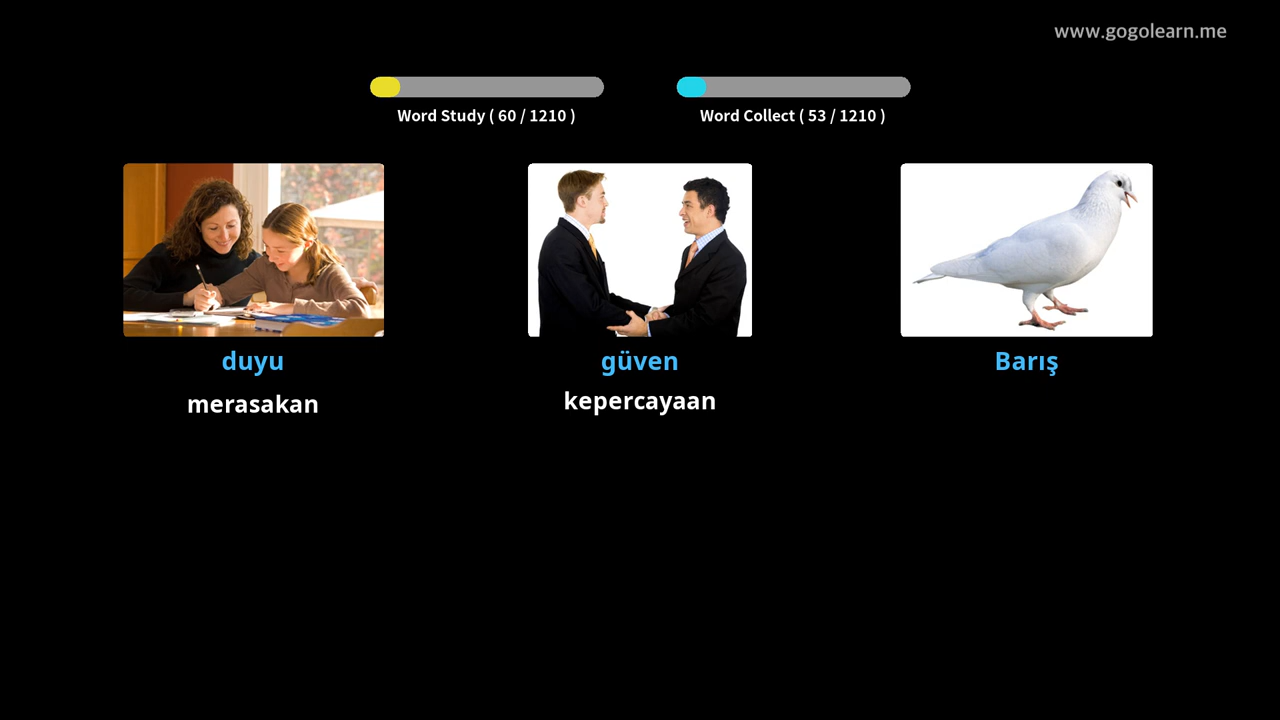 www.gogolearn.me
Word Study ( 60 / 1210 )
Word Collect ( 53 / 1210 )
duyu
güven
Barış
merasakan
kepercayaan